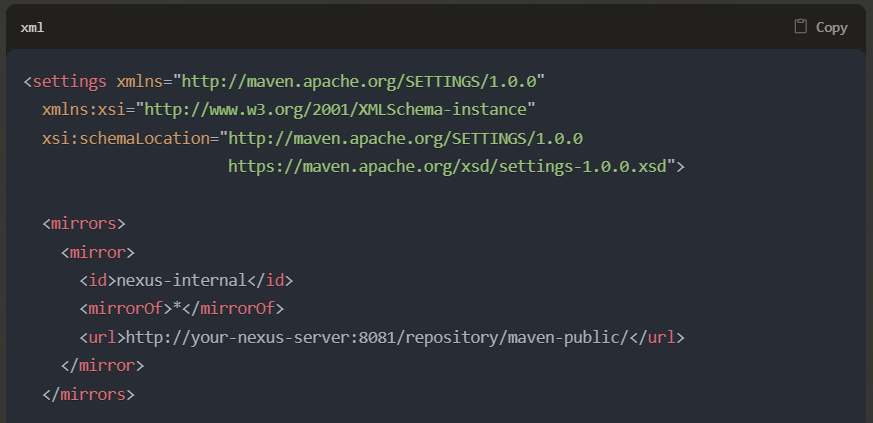 xml
Copy
<settings xmlns="http://maven.apache.org/SETTINGS/1.0.0"
xmlns:xsi="http://www.w3.org/2001/XMLSchema-instance"
xsi:schemaLocation="http://maven.apache.org/SETTINGS/1.0.0
https://maven.apache.org/xsd/settings-1.0.0.xsd">
<mirrors>
<mirror>
<id>nexus-internal</id>
<mirrorOf>*</mirrorOf>
<url>http://your-nexus-server:8081/repository/maven-public/</url>
</mirror>
</mirrors>